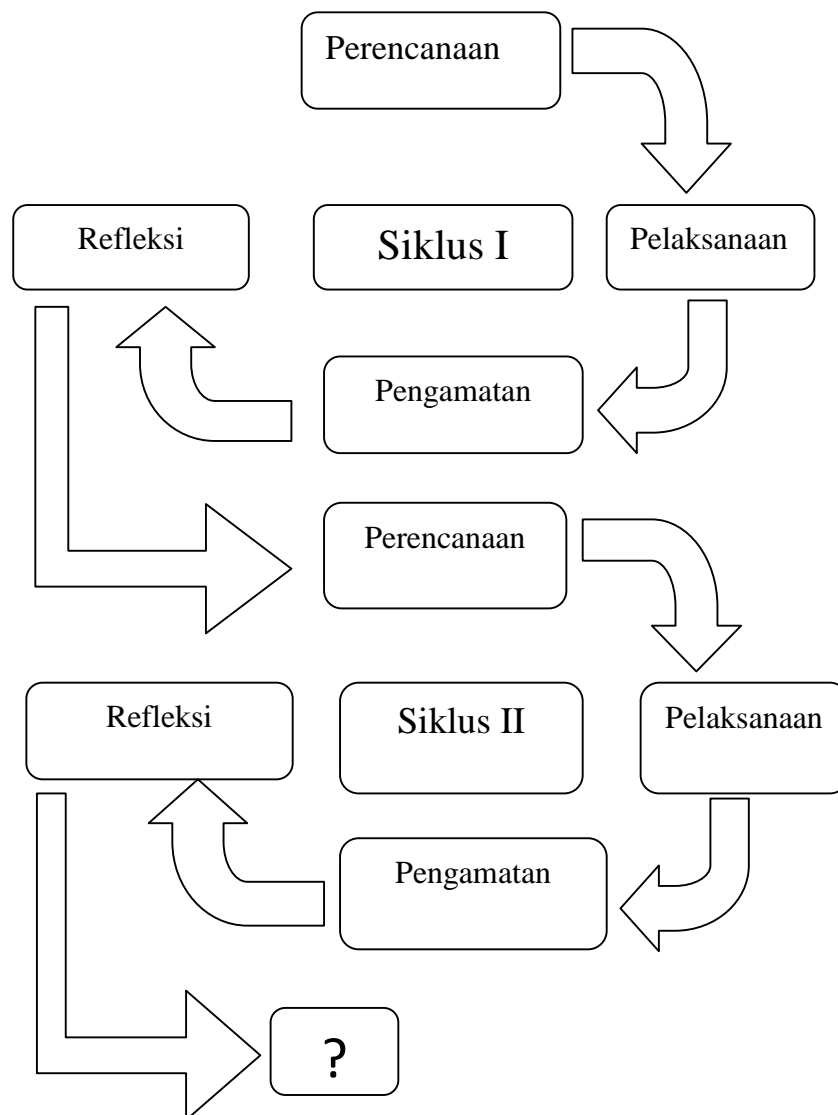 Perencanaan
Refleksi
Siklus I
Pelaksanaan
Pengamatan
Perencanaan
Refleksi
Siklus II
Pelaksanaan
Pengamatan
?